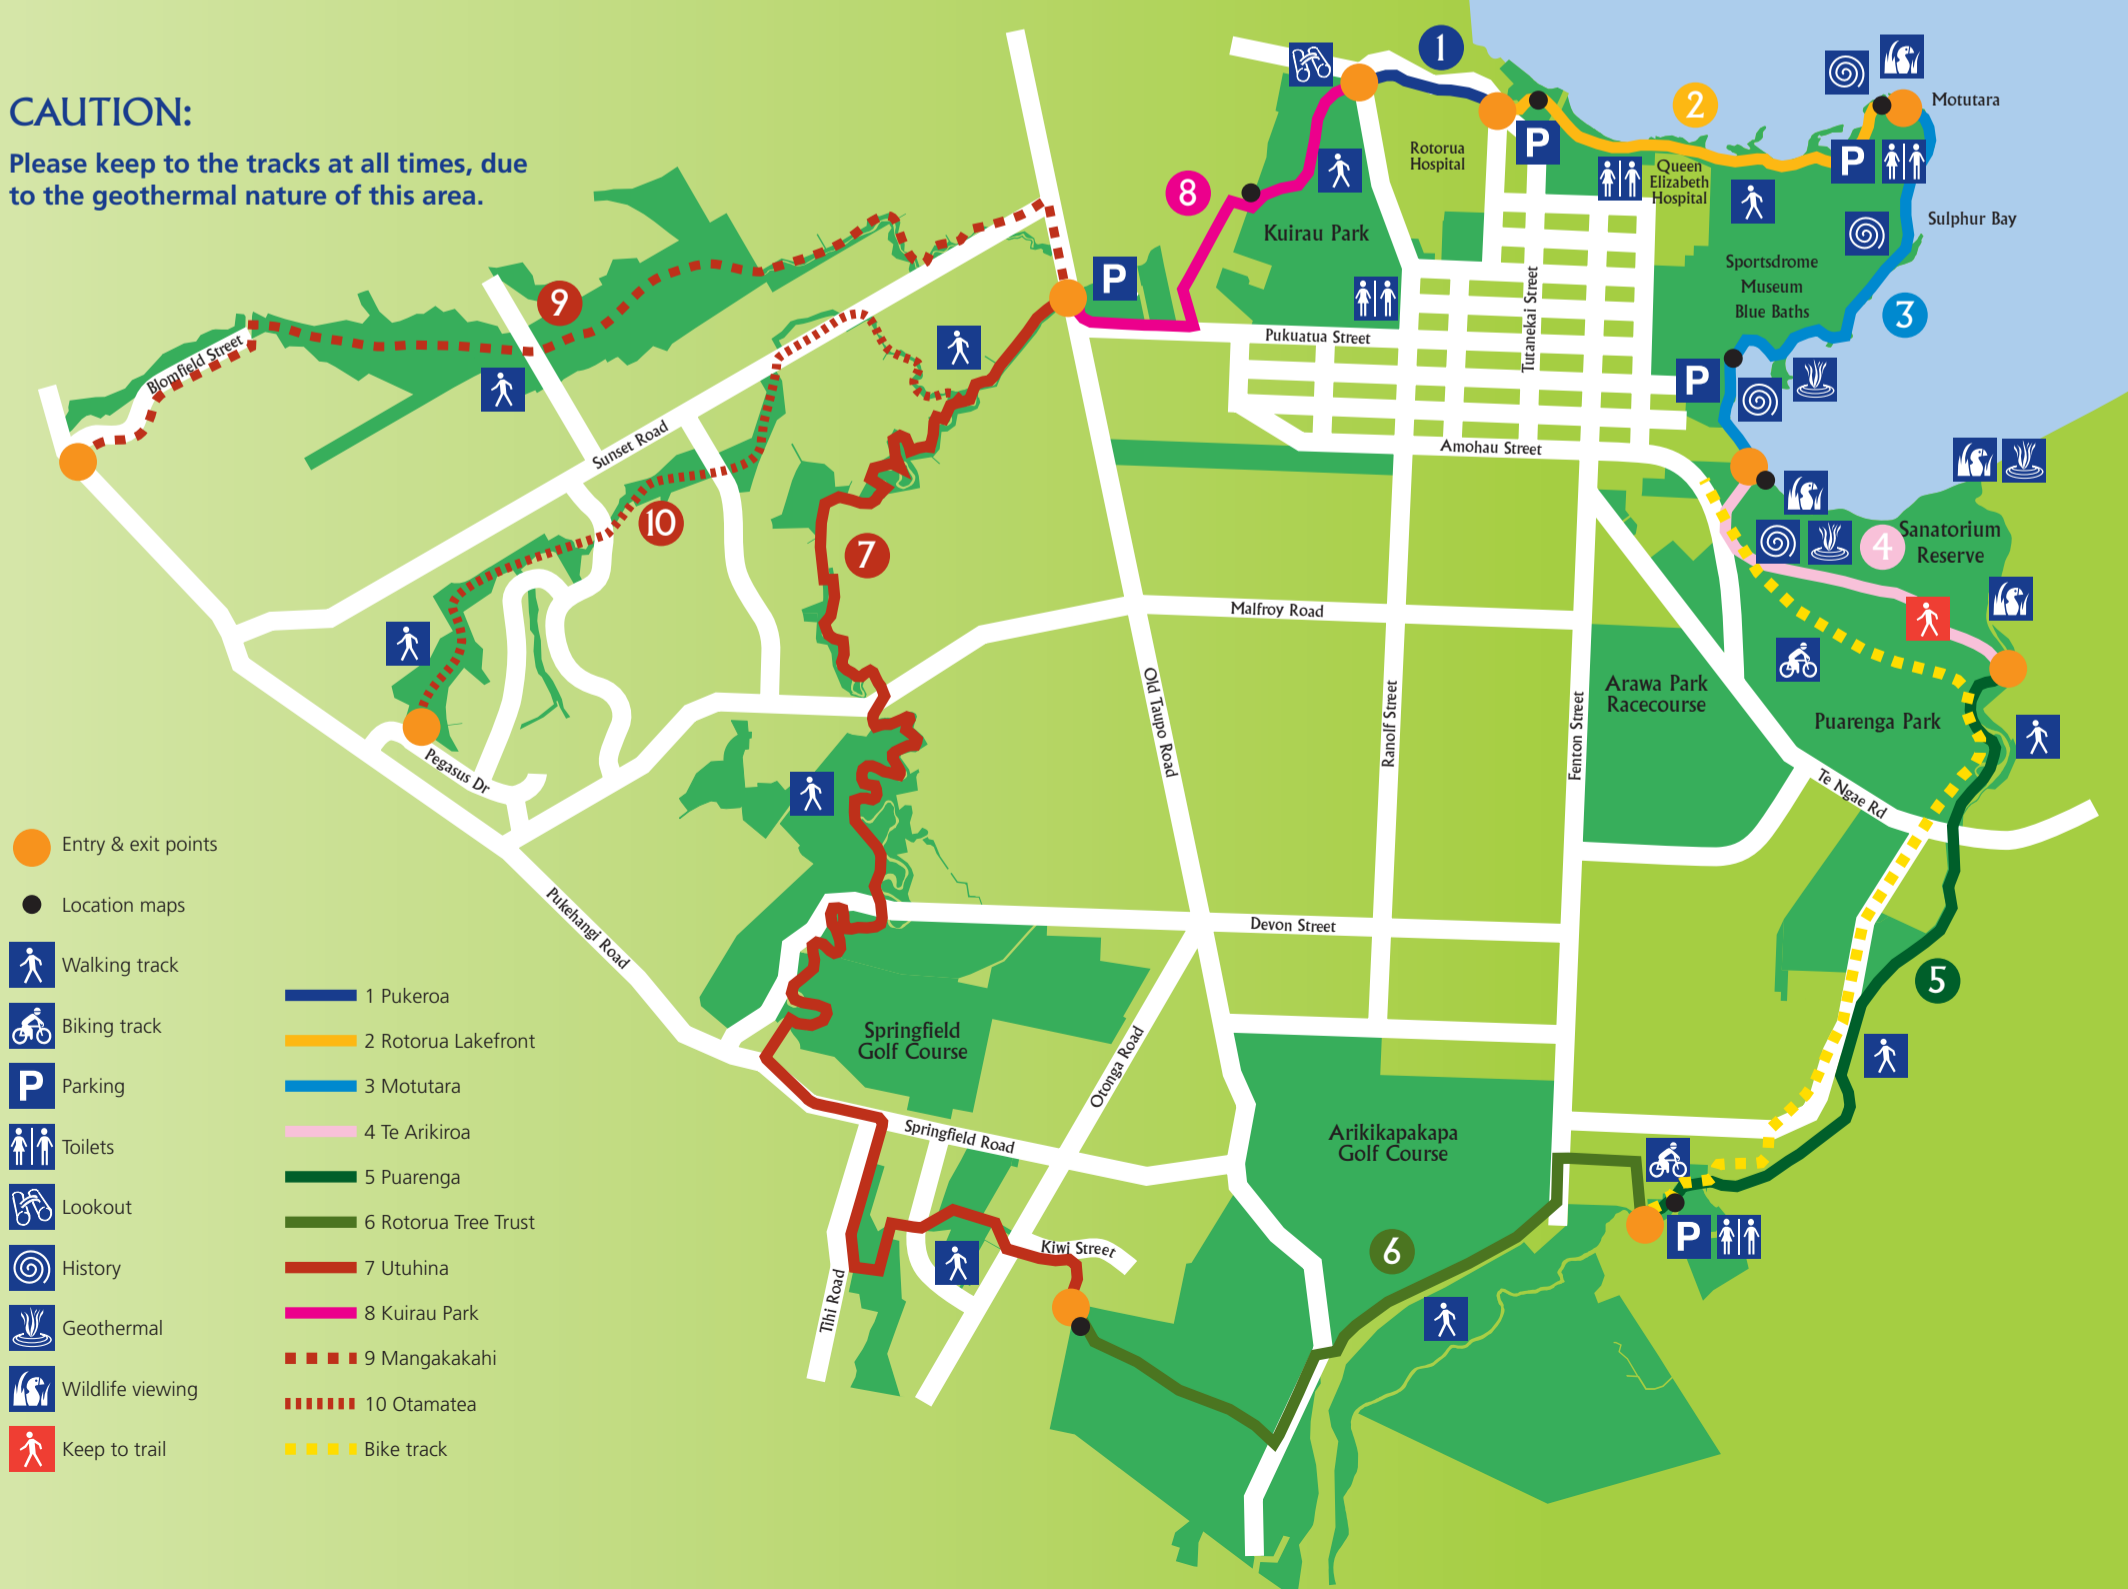 CAUTION:
Please keep to the tracks at all times, due
to the geothermal nature of this area.
1
2
3
4
5
6
7
8
9
10
P
P
P
P
P
P
Motutara
Sulphur Bay
Rotorua
Hospital
Queen
Elizabeth
Hospital
Kuirau Park
Sportsdrome
Museum
Blue Baths
Tutanekai Street
Pukuatua Street
Amohau Street
Blomfield Street
Sunset Road
Sanatorium
Reserve
Malfroy Road
Old Taupo Road
Ranolf Street
Fenton Street
Arawa Park
Racecourse
Puarenga Park
Te Ngae Rd
Pegasus Dr
Pukehangi Road
Devon Street
Springfield
Golf Course
Otonga Road
Springfield Road
Arikikapakapa
Golf Course
Kiwi Street
Tihi Road
Entry & exit points
Location maps
Walking track
Biking track
P Parking
Toilets
Lookout
History
Geothermal
Wildlife viewing
Keep to trail
1 Pukeroa
2 Rotorua Lakefront
3 Motutara
4 Te Arikiroa
5 Puarenga
6 Rotorua Tree Trust
7 Utuhina
8 Kuirau Park
9 Mangakakahi
10 Otamatea
Bike track